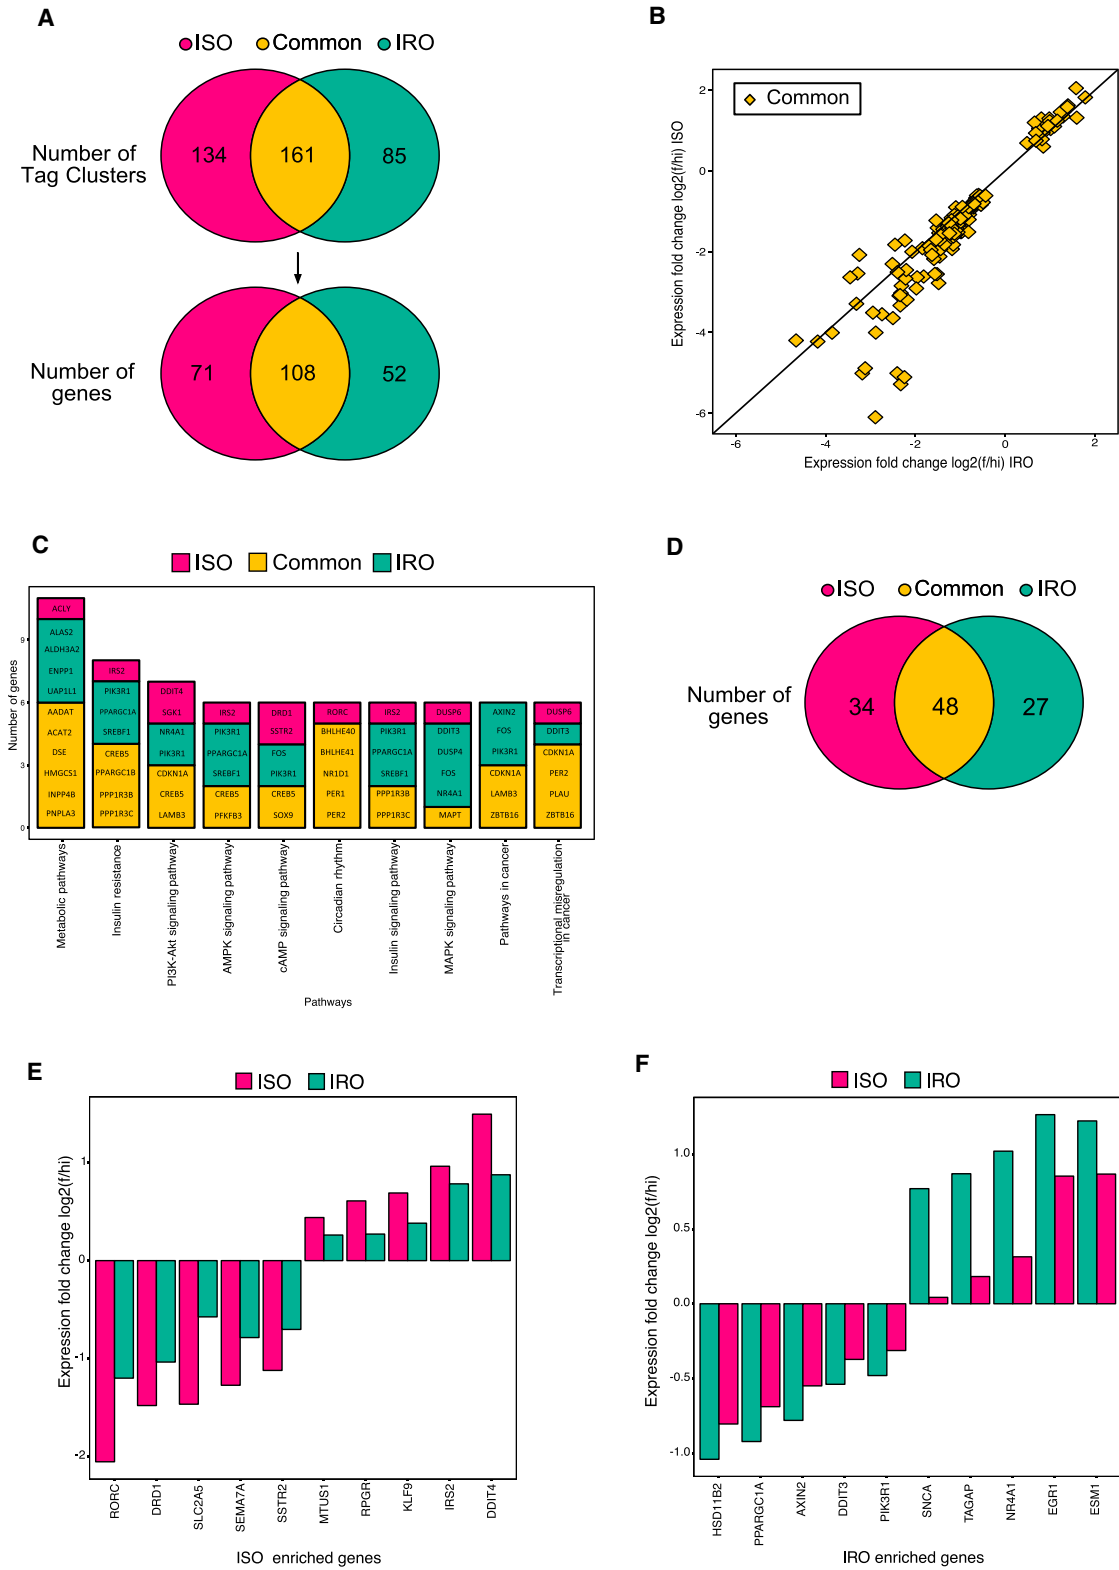 A
ISO Common IRO
Number of
Tag Clusters
134 161 85
Number of
genes
71 108 52
B
Common
Expression fold change log2(f/hi) ISO
2
0
-2
-4
-6
-6 -4 -2 0 2
Expression fold change log2(f/hi) IRO
C
ISO Common IRO
Number of genes
9
6
3
0
ACLY
ALAS2
ALDH3A2
ENPP1
UAP1L1
AADAT
ACAT2
DSE
HMGCS1
INPP4B
PNPLA3
IRS2
PIK3R1
PPARGC1A
SREBF1
CREB5
PPARGC1B
PPP1R3B
PPP1R3C
DDIT4
SGK1
NR4A1
PIK3R1
CDKN1A
CREB5
LAMB3
IRS2
PIK3R1
PPARGC1A
SREBF1
CREB5
PFKFB3
DRD1
SSTR2
FOS
PIK3R1
CREB5
SOX9
RORC
BHLHE40
BHLHE41
NR1D1
PER1
PER2
IRS2
PIK3R1
PPARGC1A
SREBF1
PPP1R3B
PPP1R3C
DUSP6
DDIT3
DUSP4
FOS
NR4A1
MAPT
AXIN2
FOS
PIK3R1
CDKN1A
LAMB3
ZBTB16
DUSP6
DDIT3
CDKN1A
PER2
PLAU
ZBTB16
Metabolic pathways
Insulin resistance
PI3K-Akt signaling pathway
AMPK signaling pathway
cAMP signaling pathway
Circadian rhythm
Insulin signaling pathway
MAPK signaling pathway
Pathways in cancer
Transcriptional misregulation
in cancer
Pathways
D
ISO Common IRO
Number of
genes
34 48 27
E
ISO IRO
Expression fold change log2(f/hi)
1
0
-1
-2
RORC
DRD1
SLC2A5
SEMA7A
SSTR2
MTUS1
RPGR
KLF9
IRS2
DDIT4
ISO enriched genes
F
ISO IRO
Expression fold change log2(f/hi)
1.0
0.5
0.0
-0.5
-1.0
HSD11B2
PPARGC1A
AXIN2
DDIT3
PIK3R1
SNCA
TAGAP
NR4A1
EGR1
ESM1
IRO enriched genes